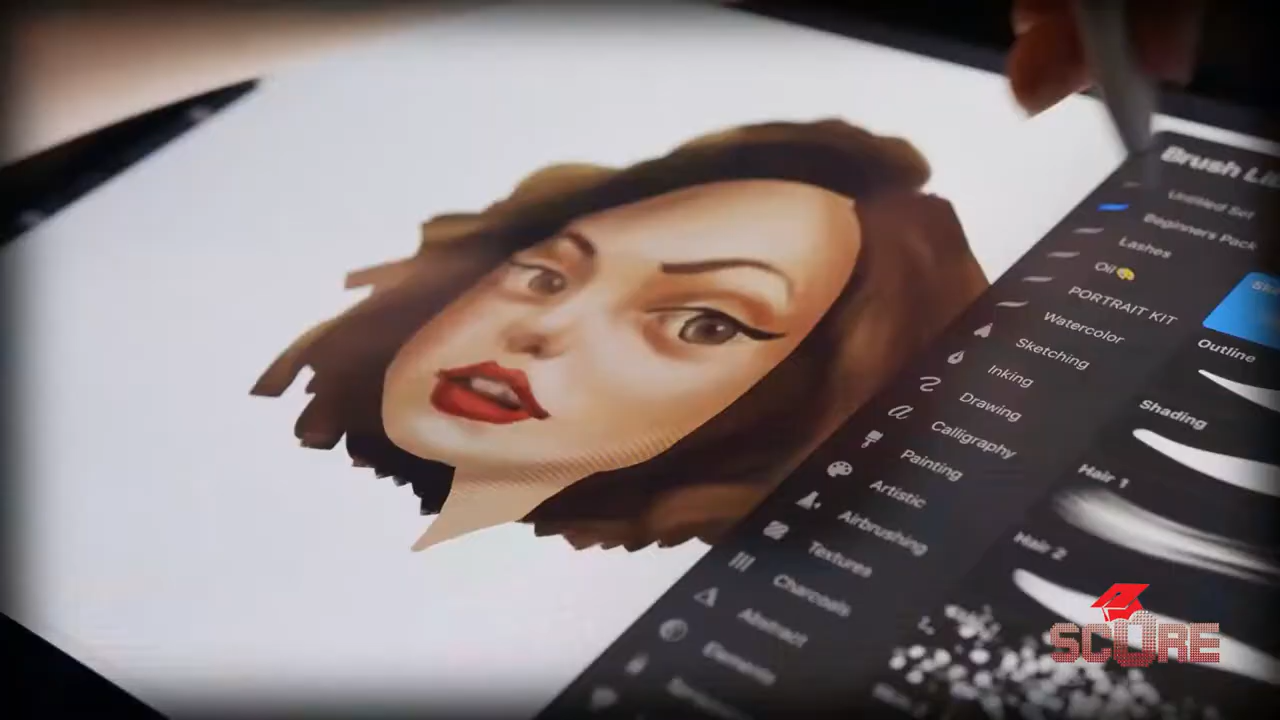 Brush Li
Untitled Set
Beginners Pack
Lashes
Oil🎨
PORTRAIT KIT
Watercolor
Sketching
Inking
Drawing
Calligraphy
Painting
Artistic
Airbrushing
Textures
Charcoals
Abstract
Elements
Outline
Shading
Hair 1
Hair 2
SCORE